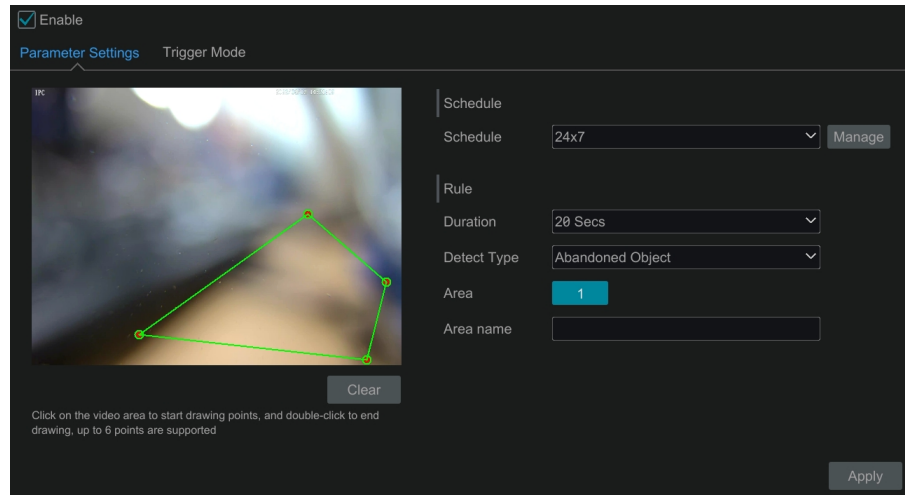 Enable
Parameter Settings
Trigger Mode
IPC
Schedule
Schedule
24x7
Manage
Rule
Duration
20 Secs
Detect Type
Abandoned Object
Area
1
Area name
Clear
Click on the video area to start drawing points, and double-click to end
drawing, up to 6 points are supported
Apply